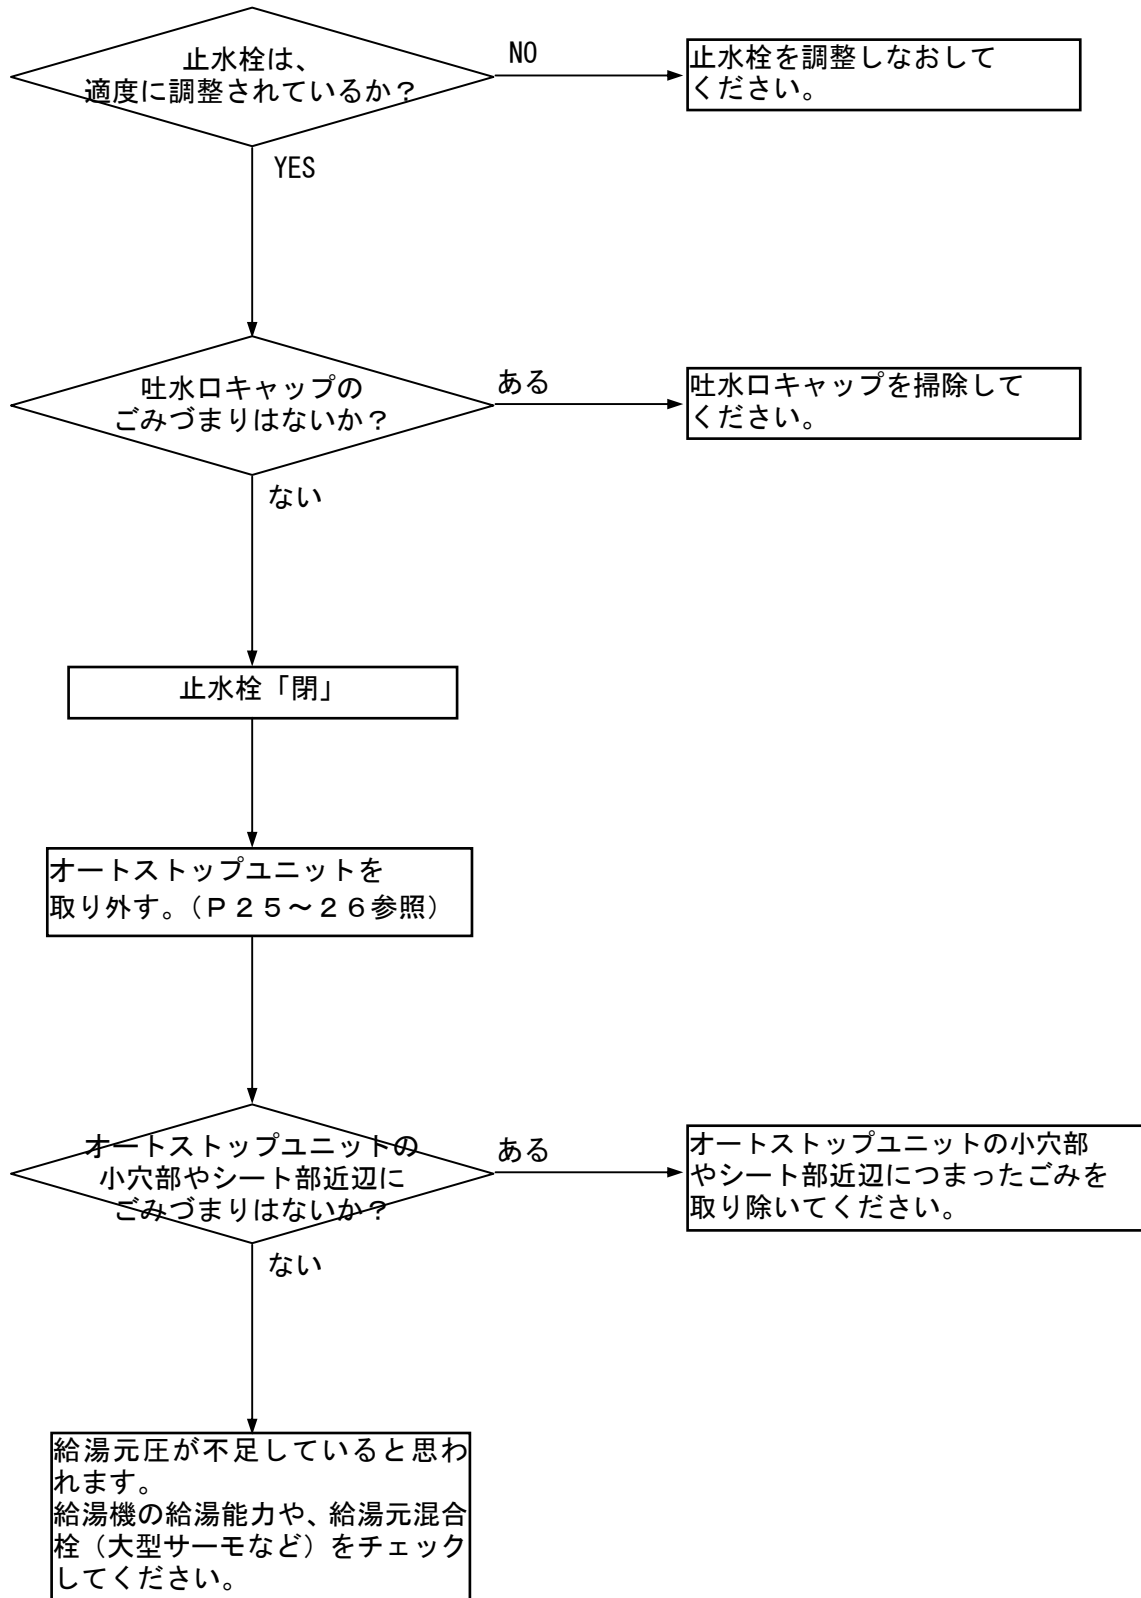 止水栓は、
適度に調整されているか？
NO
止水栓を調整しなおして
ください。
YES
吐水口キャップの
ごみづまりはないか？
ある
吐水口キャップを掃除して
ください。
ない
止水栓「閉」
オートストップユニットを
取り外す。（Ｐ２５～２６参照）
オートストップユニットの
小穴部やシート部近辺に
ごみづまりはないか？
ある
オートストップユニットの小穴部
やシート部近辺につまったごみを
取り除いてください。
ない
給湯元圧が不足していると思わ
れます。
給湯機の給湯能力や、給湯元混合
栓（大型サーモなど）をチェック
してください。